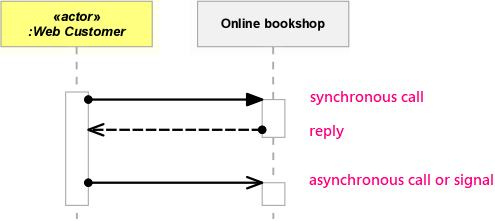 «actor»
:Web Customer
Online bookshop
synchronous call
reply
asynchronous call or signal